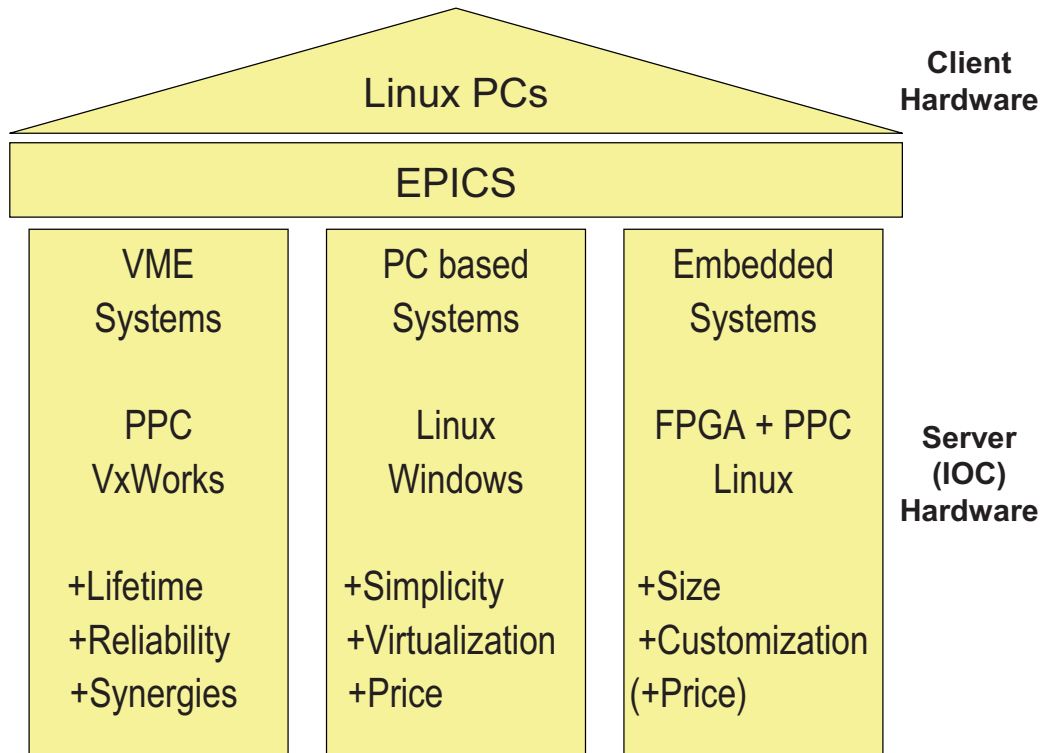 Linux PCs
Client
Hardware
EPICS
VME
Systems
PPC
VxWorks
+Lifetime
+Reliability
+Synergies
PC based
Systems
Linux
Windows
+Simplicity
+Virtualization
+Price
Embedded
Systems
FPGA + PPC
Linux
+Size
+Customization
(+Price)
Server
(IOC)
Hardware